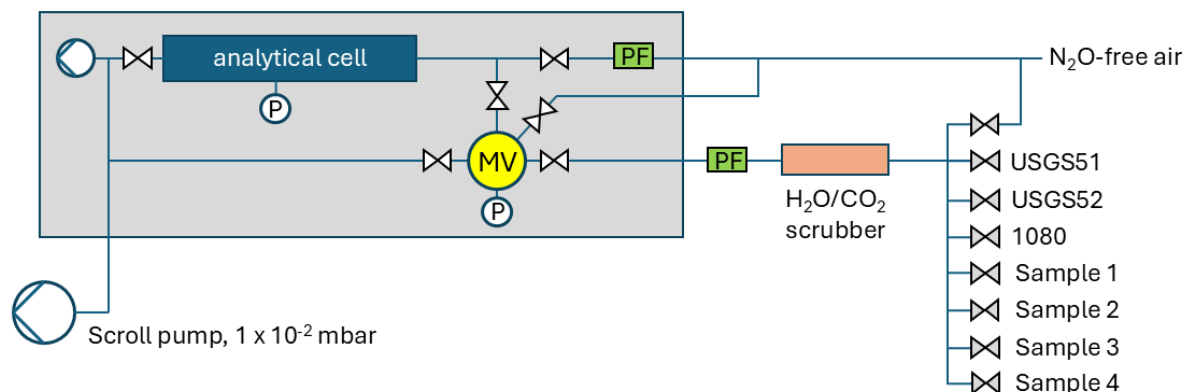 analytical cell
PF
N₂O-free air
P
MV
PF
USGS51
P
H₂O/CO₂
scrubber
USGS52
1080
Sample 1
Sample 2
Sample 3
Sample 4
Scroll pump, 1 x 10⁻² mbar